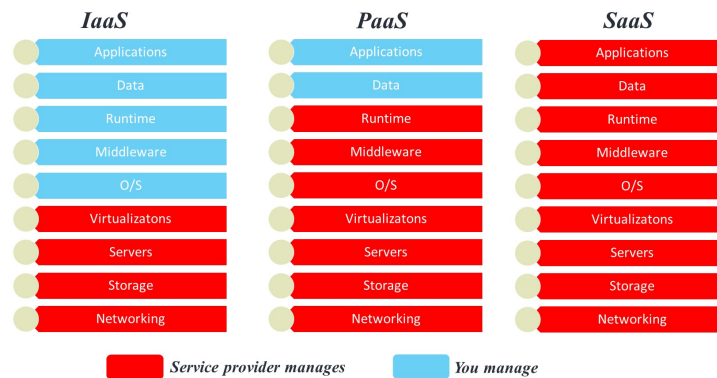 IaaS
Applications
Data
Runtime
Middleware
O/S
Virtualizatons
Servers
Storage
Networking
PaaS
Applications
Data
Runtime
Middleware
O/S
Virtualizatons
Servers
Storage
Networking
SaaS
Applications
Data
Runtime
Middleware
O/S
Virtualizatons
Servers
Storage
Networking
Service provider manages
You manage